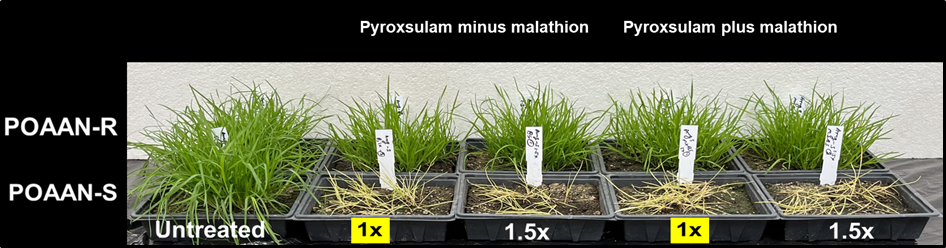 Pyroxsulam minus malathion
Pyroxsulam plus malathion
POAAN-R
POAAN-S
Untreated
1x
1.5x
1x
1.5x